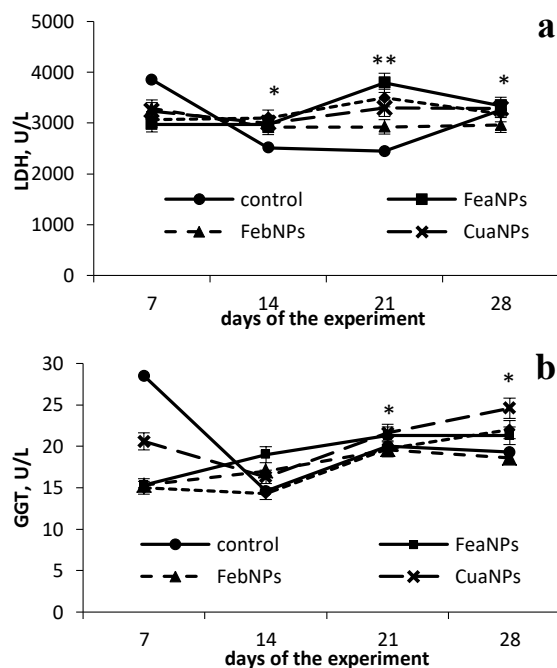 a
5000
4000
3000
2000
1000
0
LDH, U/L
* ** *
control FeaNPs
FebNPs CuaNPs
7 14 21 28
days of the experiment
b
30
25
20
15
10
5
0
GGT, U/L
* *
control FeaNPs
FebNPs CuaNPs
7 14 21 28
days of the experiment